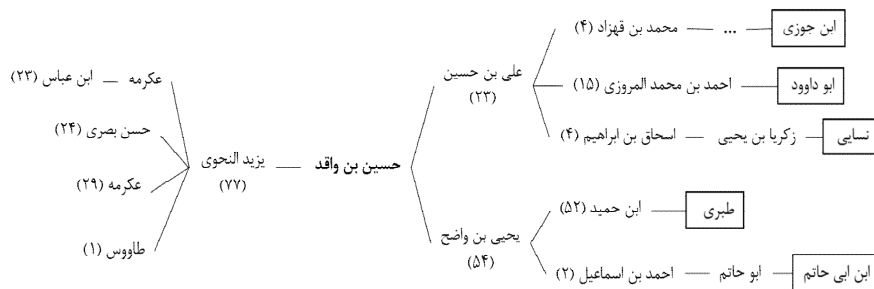 محمد بن قهزاد (۴) ... ابن جوزی
علی بن حسین
(۲۳)
احمد بن محمد المروزی (۱۵) ابو داوود
اسحاق بن ابراهیم (۴) زکریا بن یحیی نسایی
حسین بن واقد
یزید النحوی
(۷۷)
عکرمه ابن عباس (۲۳)
حسن بصری (۲۴)
عکرمه (۲۹)
طاووس (۱)
یحیی بن واضح
(۵۴)
ابن حمید (۵۲) طبری
احمد بن اسماعیل (۲) ابو حاتم ابن ابی حاتم